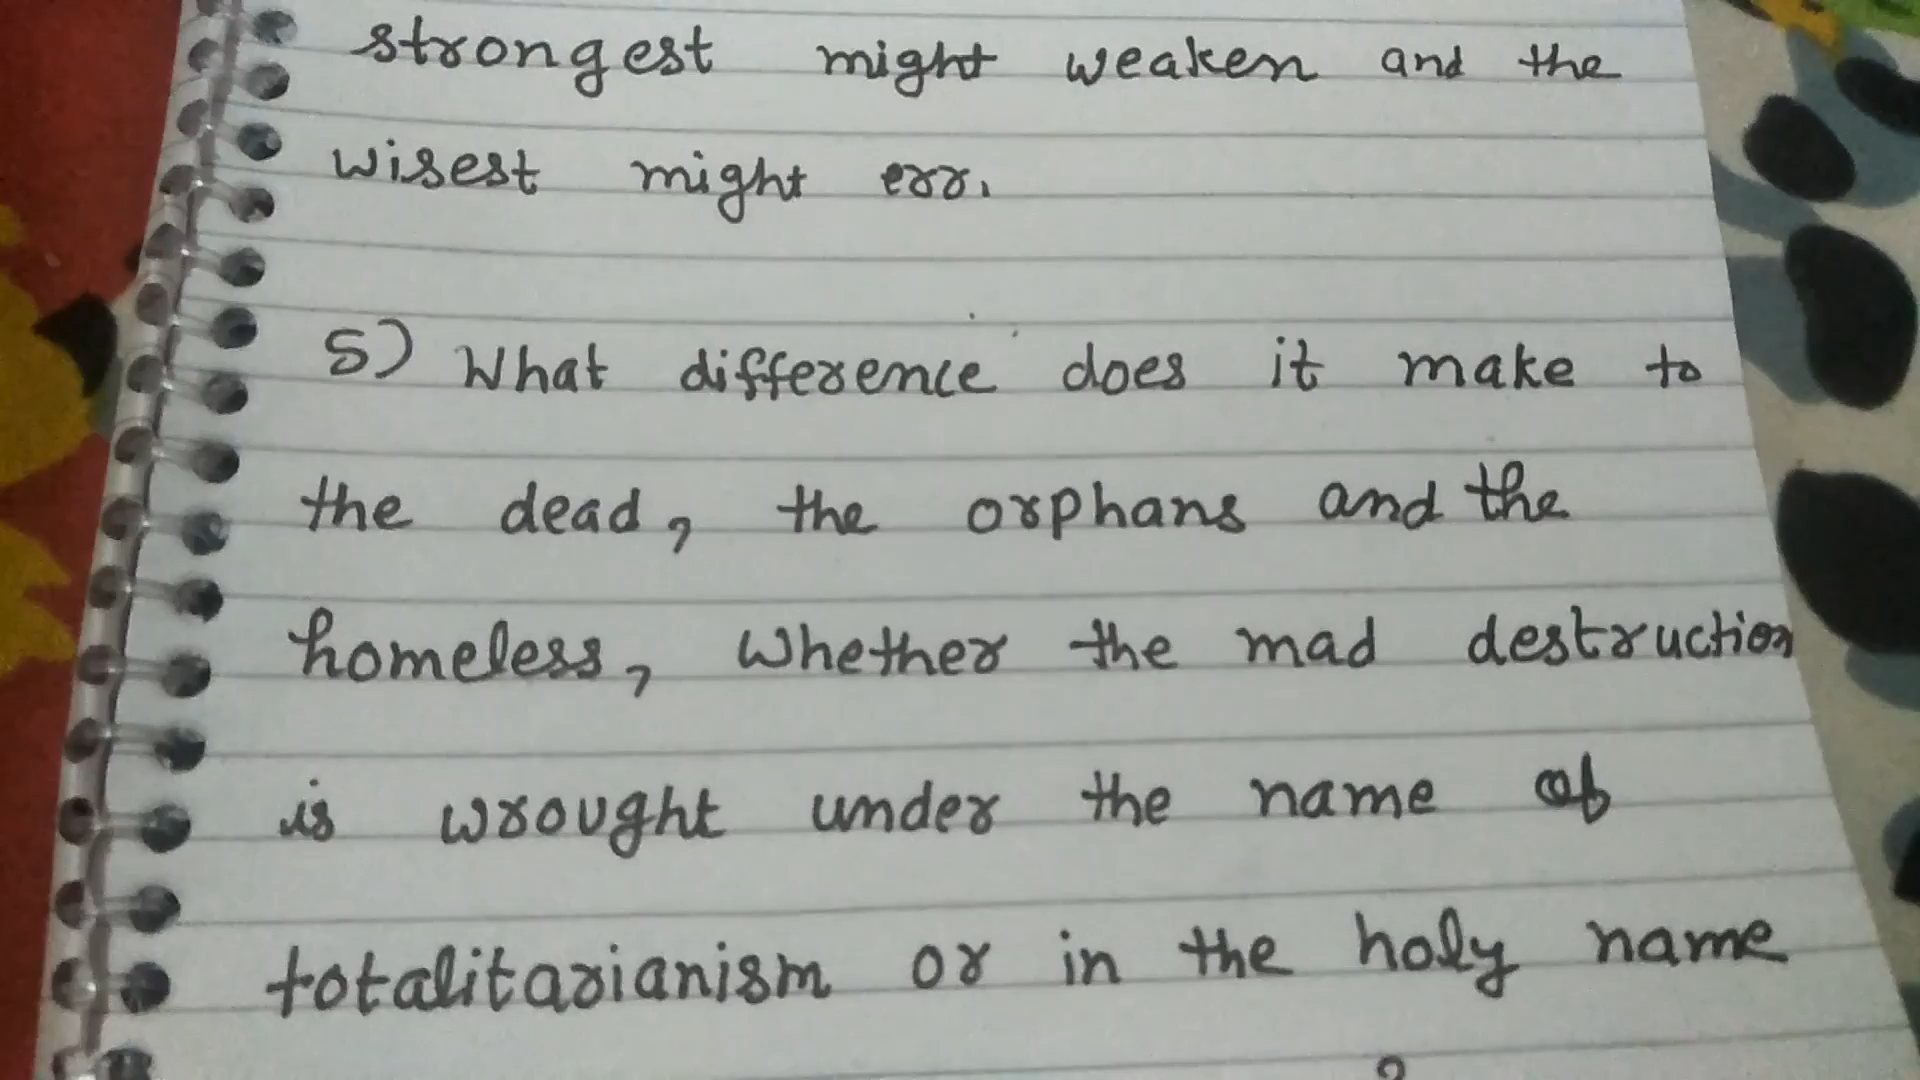 strongest might weaken and the
wisest might err.
5) What difference does it make to
the dead, the orphans and the
homeless, whether the mad destruction
is wrought under the name of
totalitarianism or in the holy name